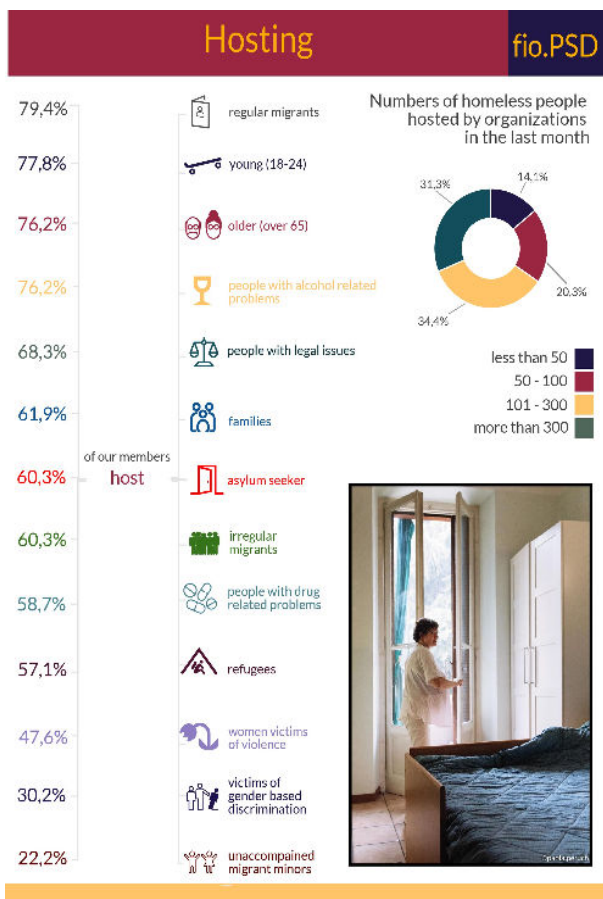 Hosting
fio.PSD
79,4%
regular migrants
77,8%
young (18-24)
76,2%
older (over 65)
76,2%
people with alcohol related
problems
68,3%
people with legal issues
61,9%
families
of our members
host
60,3%
asylum seeker
60,3%
irregular
migrants
58,7%
people with drug
related problems
57,1%
refugees
47,6%
women victims
of violence
30,2%
victims of
gender based
discrimination
22,2%
unaccompained
migrant minors
Numbers of homeless people
hosted by organizations
in the last month
31,3%
14,1%
20,3%
34,4%
less than 50
50 - 100
101 - 300
more than 300